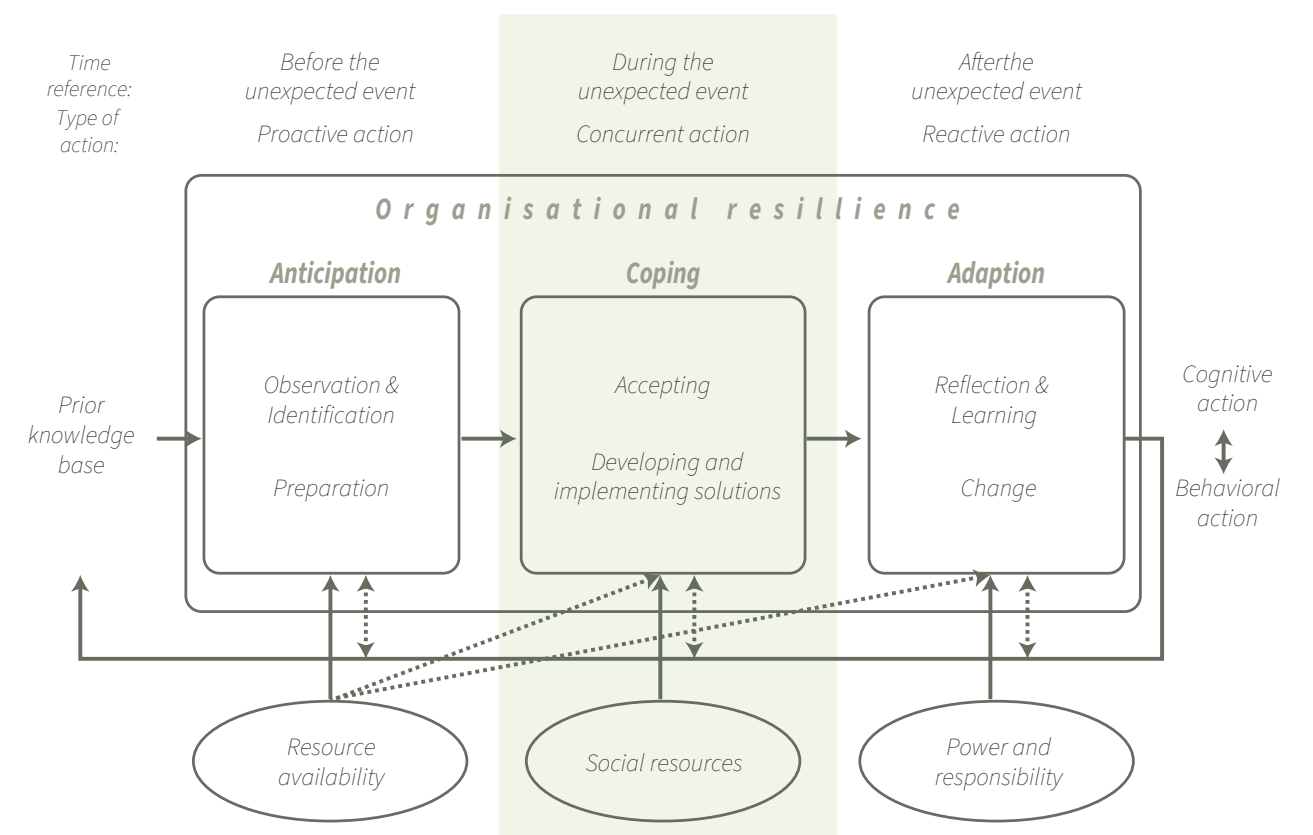 Time
reference:
Type of
action:
Before the
unexpected event
Proactive action
During the
unexpected event
Concurrent action
Afterthe
unexpected event
Reactive action
Organisational resillience
Anticipation
Coping
Adaption
Prior
knowledge
base
Observation &
Identification
Preparation
Accepting
Developing and
implementing solutions
Reflection &
Learning
Change
Cognitive
action
Behavioral
action
Resource
availability
Social resources
Power and
responsibility